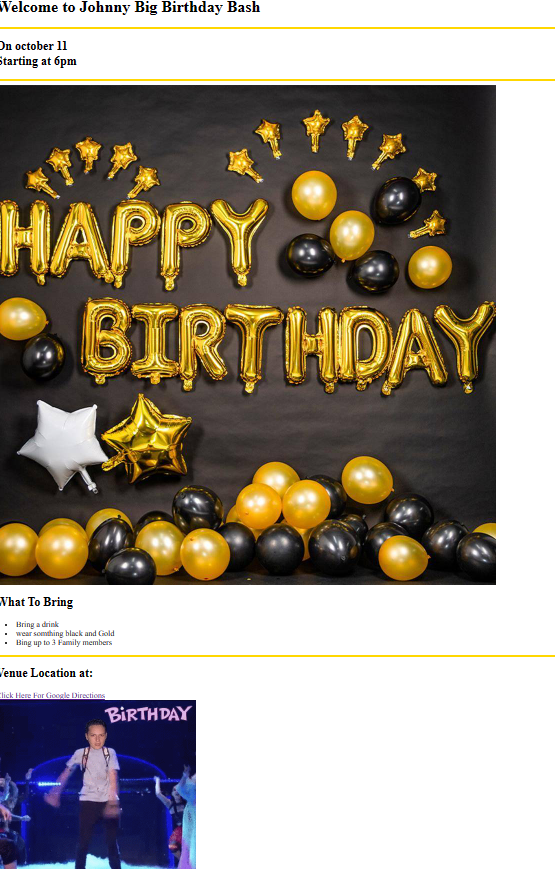 Welcome to Johnny Big Birthday Bash
On october 11
Starting at 6pm
HAPPY
BIRTHDAY
What To Bring
Bring a drink
wear somthing black and Gold
Bing up to 3 Family members
Venue Location at:
Click Here For Google Directions
BiRTHDAY